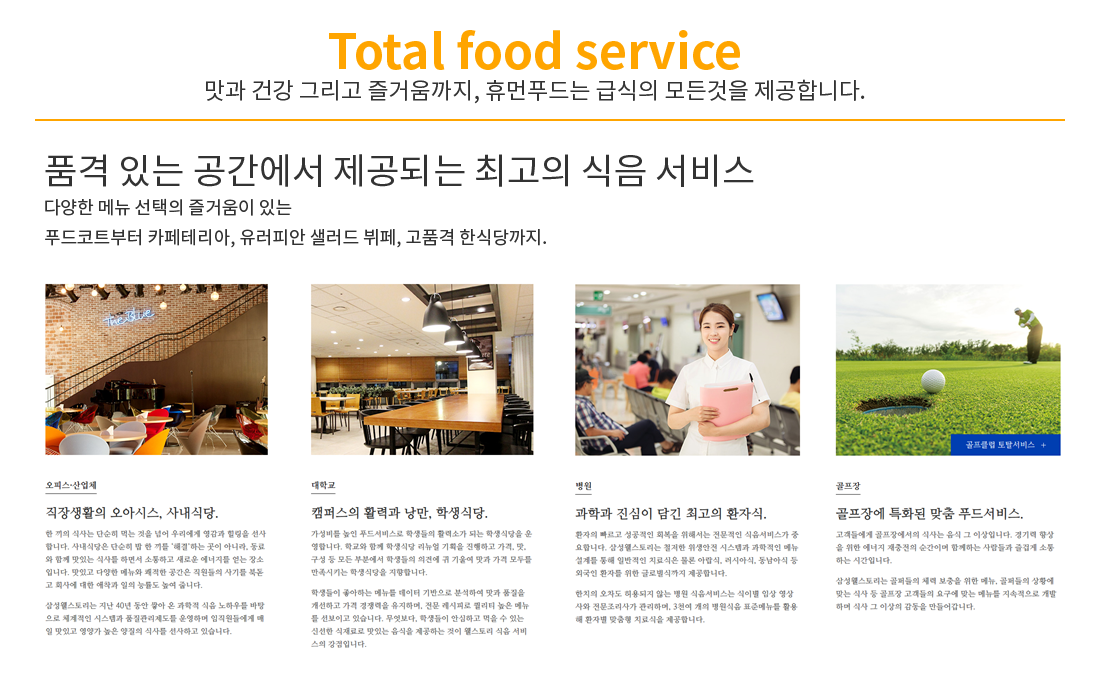 Total food service
맛과 건강 그리고 즐거움까지, 휴먼푸드는 급식의 모든것을 제공합니다.
품격 있는 공간에서 제공되는 최고의 식음 서비스
다양한 메뉴 선택의 즐거움이 있는
푸드코트부터 카페테리아, 유러피안 샐러드 뷔페, 고품격 한식당까지.
the Blue
골프클럽 토탈서비스 +
오피스·산업체
직장생활의 오아시스, 사내식당.
한 끼의 식사는 단순히 먹는 것을 넘어 우리에게 영감과 힐링을 선사
합니다. 사내식당은 단순히 밥 한 끼를 '해결'하는 곳이 아니라, 동료
와 함께 맛있는 식사를 하면서 소통하고 새로운 에너지를 얻는 장소
입니다. 맛있고 다양한 메뉴와 쾌적한 공간은 직원들의 사기를 북돋
고 회사에 대한 애착과 일의 능률도 높여 줍니다.
삼성웰스토리는 지난 40년 동안 쌓아 온 과학적 식음 노하우를 바탕
으로 체계적인 시스템과 품질관리제도를 운영하며 임직원들에게 매
일 맛있고 영양가 높은 양질의 식사를 선사하고 있습니다.
대학교
캠퍼스의 활력과 낭만, 학생식당.
가성비를 높인 푸드서비스로 학생들의 활력소가 되는 학생식당을 운
영합니다. 학교와 함께 학생식당 리뉴얼 기획을 진행하고 가격, 맛,
구성 등 모든 부분에서 학생들의 의견에 귀 기울여 맛과 가격 모두를
만족시키는 학생식당을 지향합니다.
학생들이 좋아하는 메뉴를 데이터 기반으로 분석하여 맛과 품질을
개선하고 가격 경쟁력을 유지하며, 전문 레시피로 퀄리티 높은 메뉴
를 선보이고 있습니다. 무엇보다, 학생들이 안심하고 먹을 수 있는
신선한 식재료로 맛있는 음식을 제공하는 것이 웰스토리 식음 서비
스의 강점입니다.
병원
과학과 진심이 담긴 최고의 환자식.
환자의 빠르고 성공적인 회복을 위해서는 전문적인 식음서비스가 중
요합니다. 삼성웰스토리는 철저한 위생안전 시스템과 과학적인 메뉴
설계를 통해 일반적인 치료식은 물론 아랍식, 러시아식, 동남아식 등
외국인 환자를 위한 글로벌식까지 제공합니다.
한치의 오차도 허용되지 않는 병원 식음서비스는 식이별 임상 영양
사와 전문조리사가 관리하며, 3천여 개의 병원식음 표준메뉴를 활용
해 환자별 맞춤형 치료식을 제공합니다.
골프장
골프장에 특화된 맞춤 푸드서비스.
고객들에게 골프장에서의 식사는 음식 그 이상입니다. 경기력 향상
을 위한 에너지 재충전의 순간이며 함께하는 사람들과 즐겁게 소통
하는 시간입니다.
삼성웰스토리는 골퍼들의 체력 보충을 위한 메뉴, 골퍼들의 상황에
맞는 식사 등 골프장 고객들의 요구에 맞는 메뉴를 지속적으로 개발
하여 식사 그 이상의 감동을 만들어갑니다.